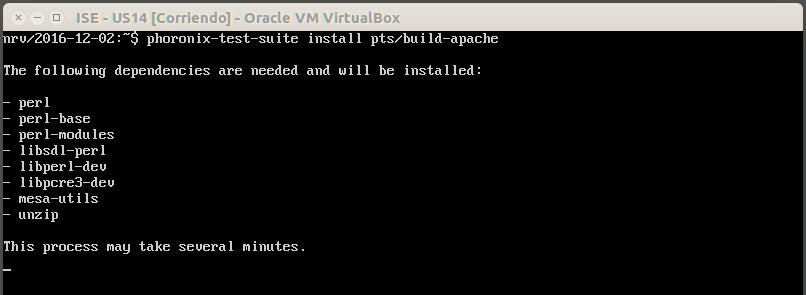 ISE - US14 [Corriendo] - Oracle VM VirtualBox
nrv/2016-12-02:~$ phoronix-test-suite install pts/build-apache
The following dependencies are needed and will be installed:
- perl
- perl-base
- perl-modules
- libsdl-perl
- libperl-dev
- libpcre3-dev
- mesa-utils
- unzip
This process may take several minutes.